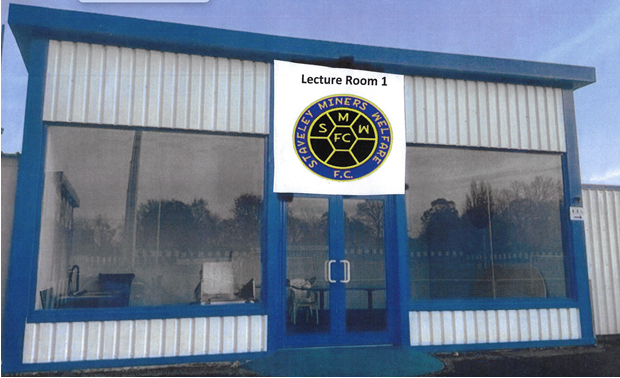 Lecture Room 1
STAVELEY MINERS WELFARE
F.C.
M
S W
FC